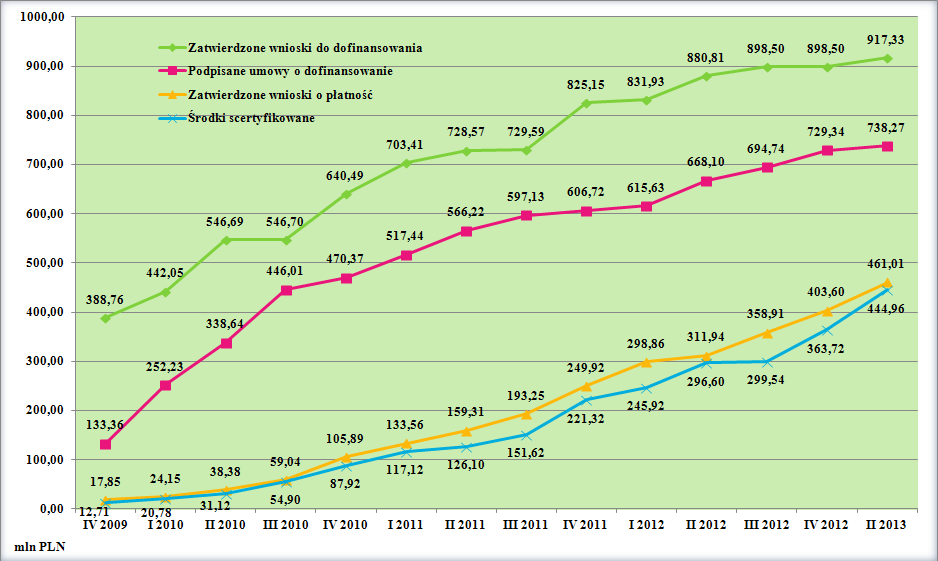 1000,00
900,00
800,00
700,00
600,00
500,00
400,00
300,00
200,00
100,00
0,00
mln PLN
Zatwierdzone wnioski do dofinansowania
Podpisane umowy o dofinansowanie
Zatwierdzone wnioski o płatność
Środki scertyfikowane
388,76 442,05 546,69 546,70 640,49 703,41 728,57 729,59 825,15 831,93 880,81 898,50 898,50 917,33
133,36 252,23 338,64 446,01 470,37 517,44 566,22 597,13 606,72 615,63 668,10 694,74 729,34 738,27
17,85 24,15 38,38 59,04 105,89 133,56 159,31 193,25 249,92 298,86 311,94 358,91 403,60 461,01
12,71 20,78 31,12 54,90 87,92 117,12 126,10 151,62 221,32 245,92 296,60 299,54 363,72 444,96
IV 2009 I 2010 II 2010 III 2010 IV 2010 I 2011 II 2011 III 2011 IV 2011 I 2012 II 2012 III 2012 IV 2012 II 2013